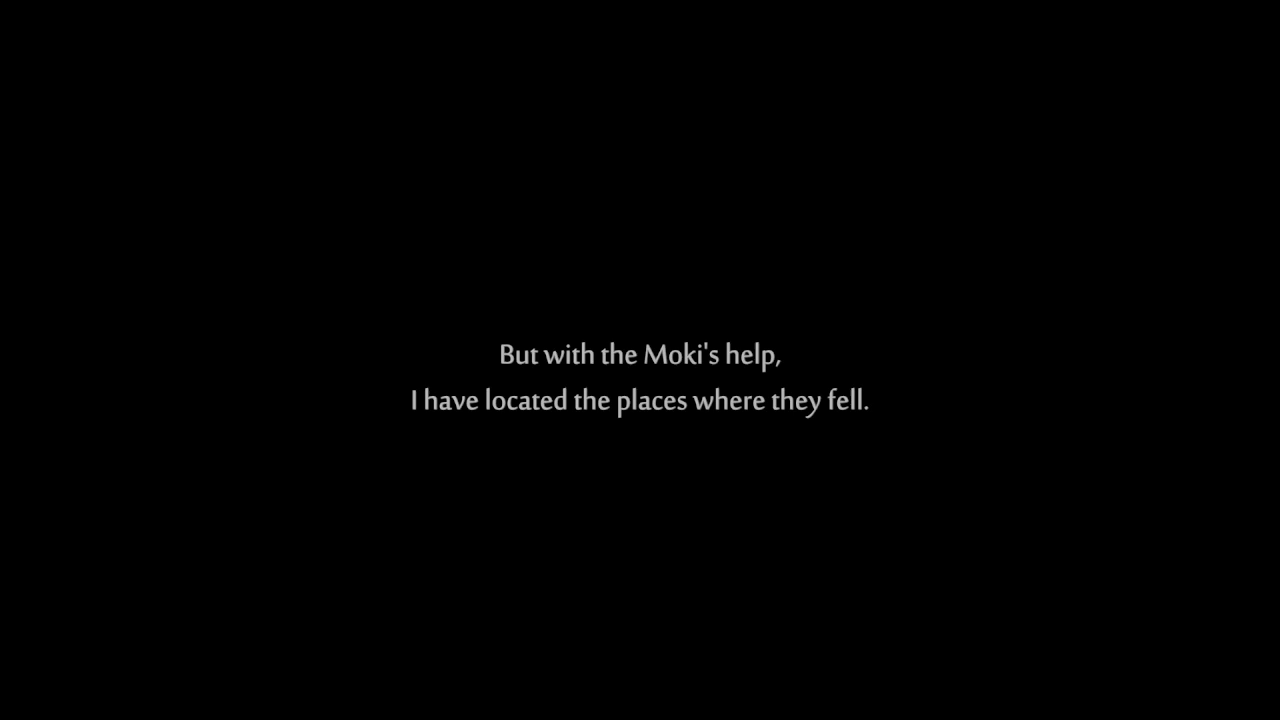 But with the Moki's help,
I have located the places where they fell.